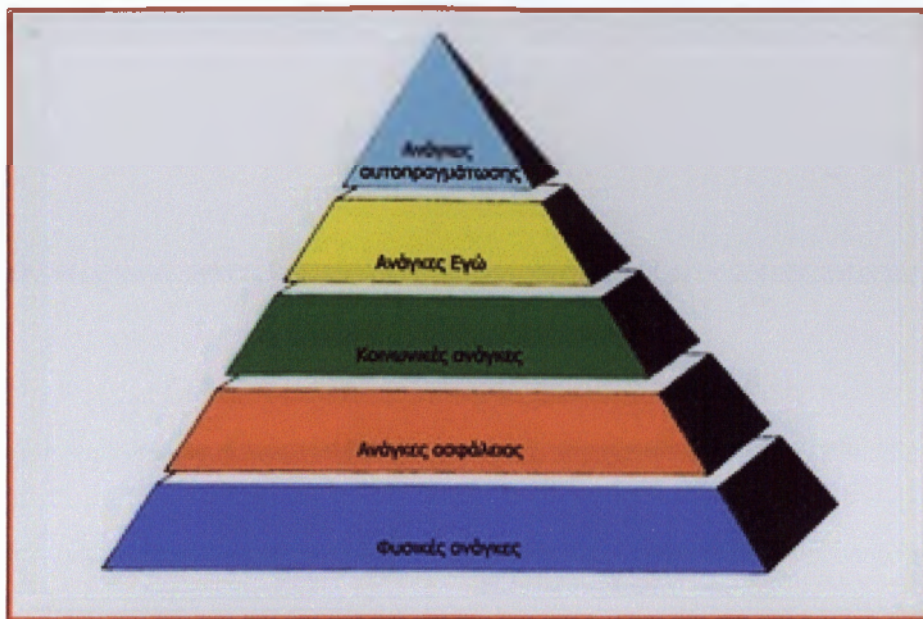 Ανάγκες
αυτοπραγμάτωσης
Ανάγκες Εγώ
Κοινωνικές ανάγκες
Ανάγκες ασφάλειας
Φυσικές ανάγκες